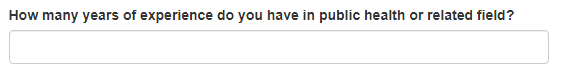 How many years of experience do you have in public health or related field?